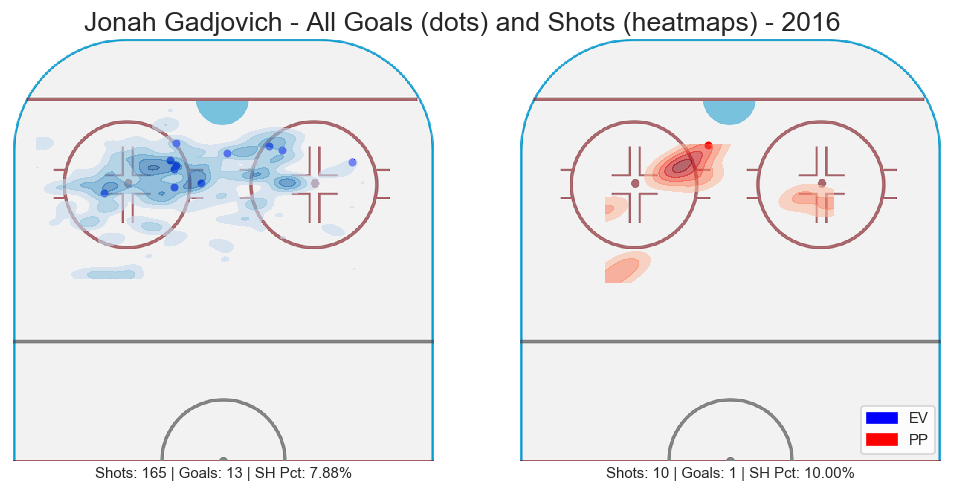 Jonah Gadjovich - All Goals (dots) and Shots (heatmaps) - 2016
EV
PP
Shots: 165 | Goals: 13 | SH Pct: 7.88%
Shots: 10 | Goals: 1 | SH Pct: 10.00%